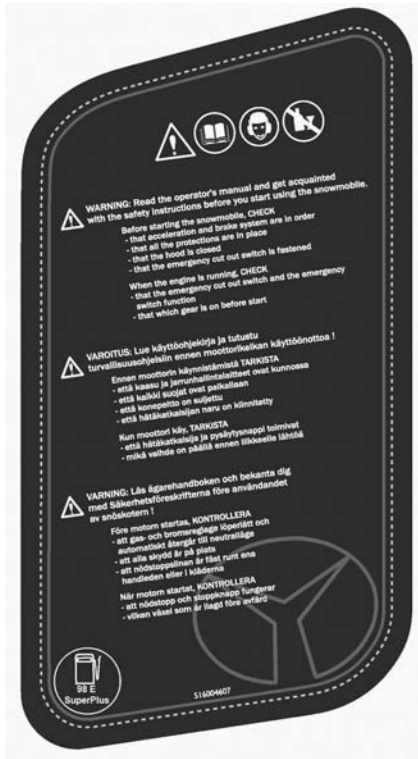 WARNING: Read the operator's manual and get acquainted
with the safety instructions before you start using the snowmobile.
Before starting the snowmobile, CHECK
- that acceleration and brake system are in order
- that all the protections are in place
- that the hood is closed
- that the emergency cut out switch is fastened
When the engine is running, CHECK
- that the emergency cut out switch and the emergency
switch function
- that which gear is on before start
VAROITUS: Lue käyttöohjekirja ja tutustu
turvallisuusohjeisiin ennen moottorikelkan käyttöönottoa !
Ennen moottorin käynnistämistä TARKISTA
- että kaasu ja jarrunhallintalaitteet ovat kunnossa
- että kaikki suojat ovat paikallaan
- että konepeitto on suljettu
- että hätäkatkaisijan naru on kiinnitetty
Kun moottori käy, TARKISTA
- että hätäkatkaisija ja pysäytysnappi toimivat
- mikä vaihde on päällä ennen liikkeelle lähtöä
VARNING: Läs ägarehandboken och bekanta dig
med Säkerhetsföreskrifterna före användandet
av snöskotern !
Före motorn startas, KONTROLLERA
- att gas- och bromsreglage löperlätt och
automatiskt återgår till neutralläge
- att alla skydd är på plats
- att nödstoppslinan är fäst runt ena
handleden eller i kläderna
När motorn startat, KONTROLLERA
- att nödstopp och stoppknapp fungerar
- vilken växel som är ilagd före avfärd
98 E
SuperPlus
516004607